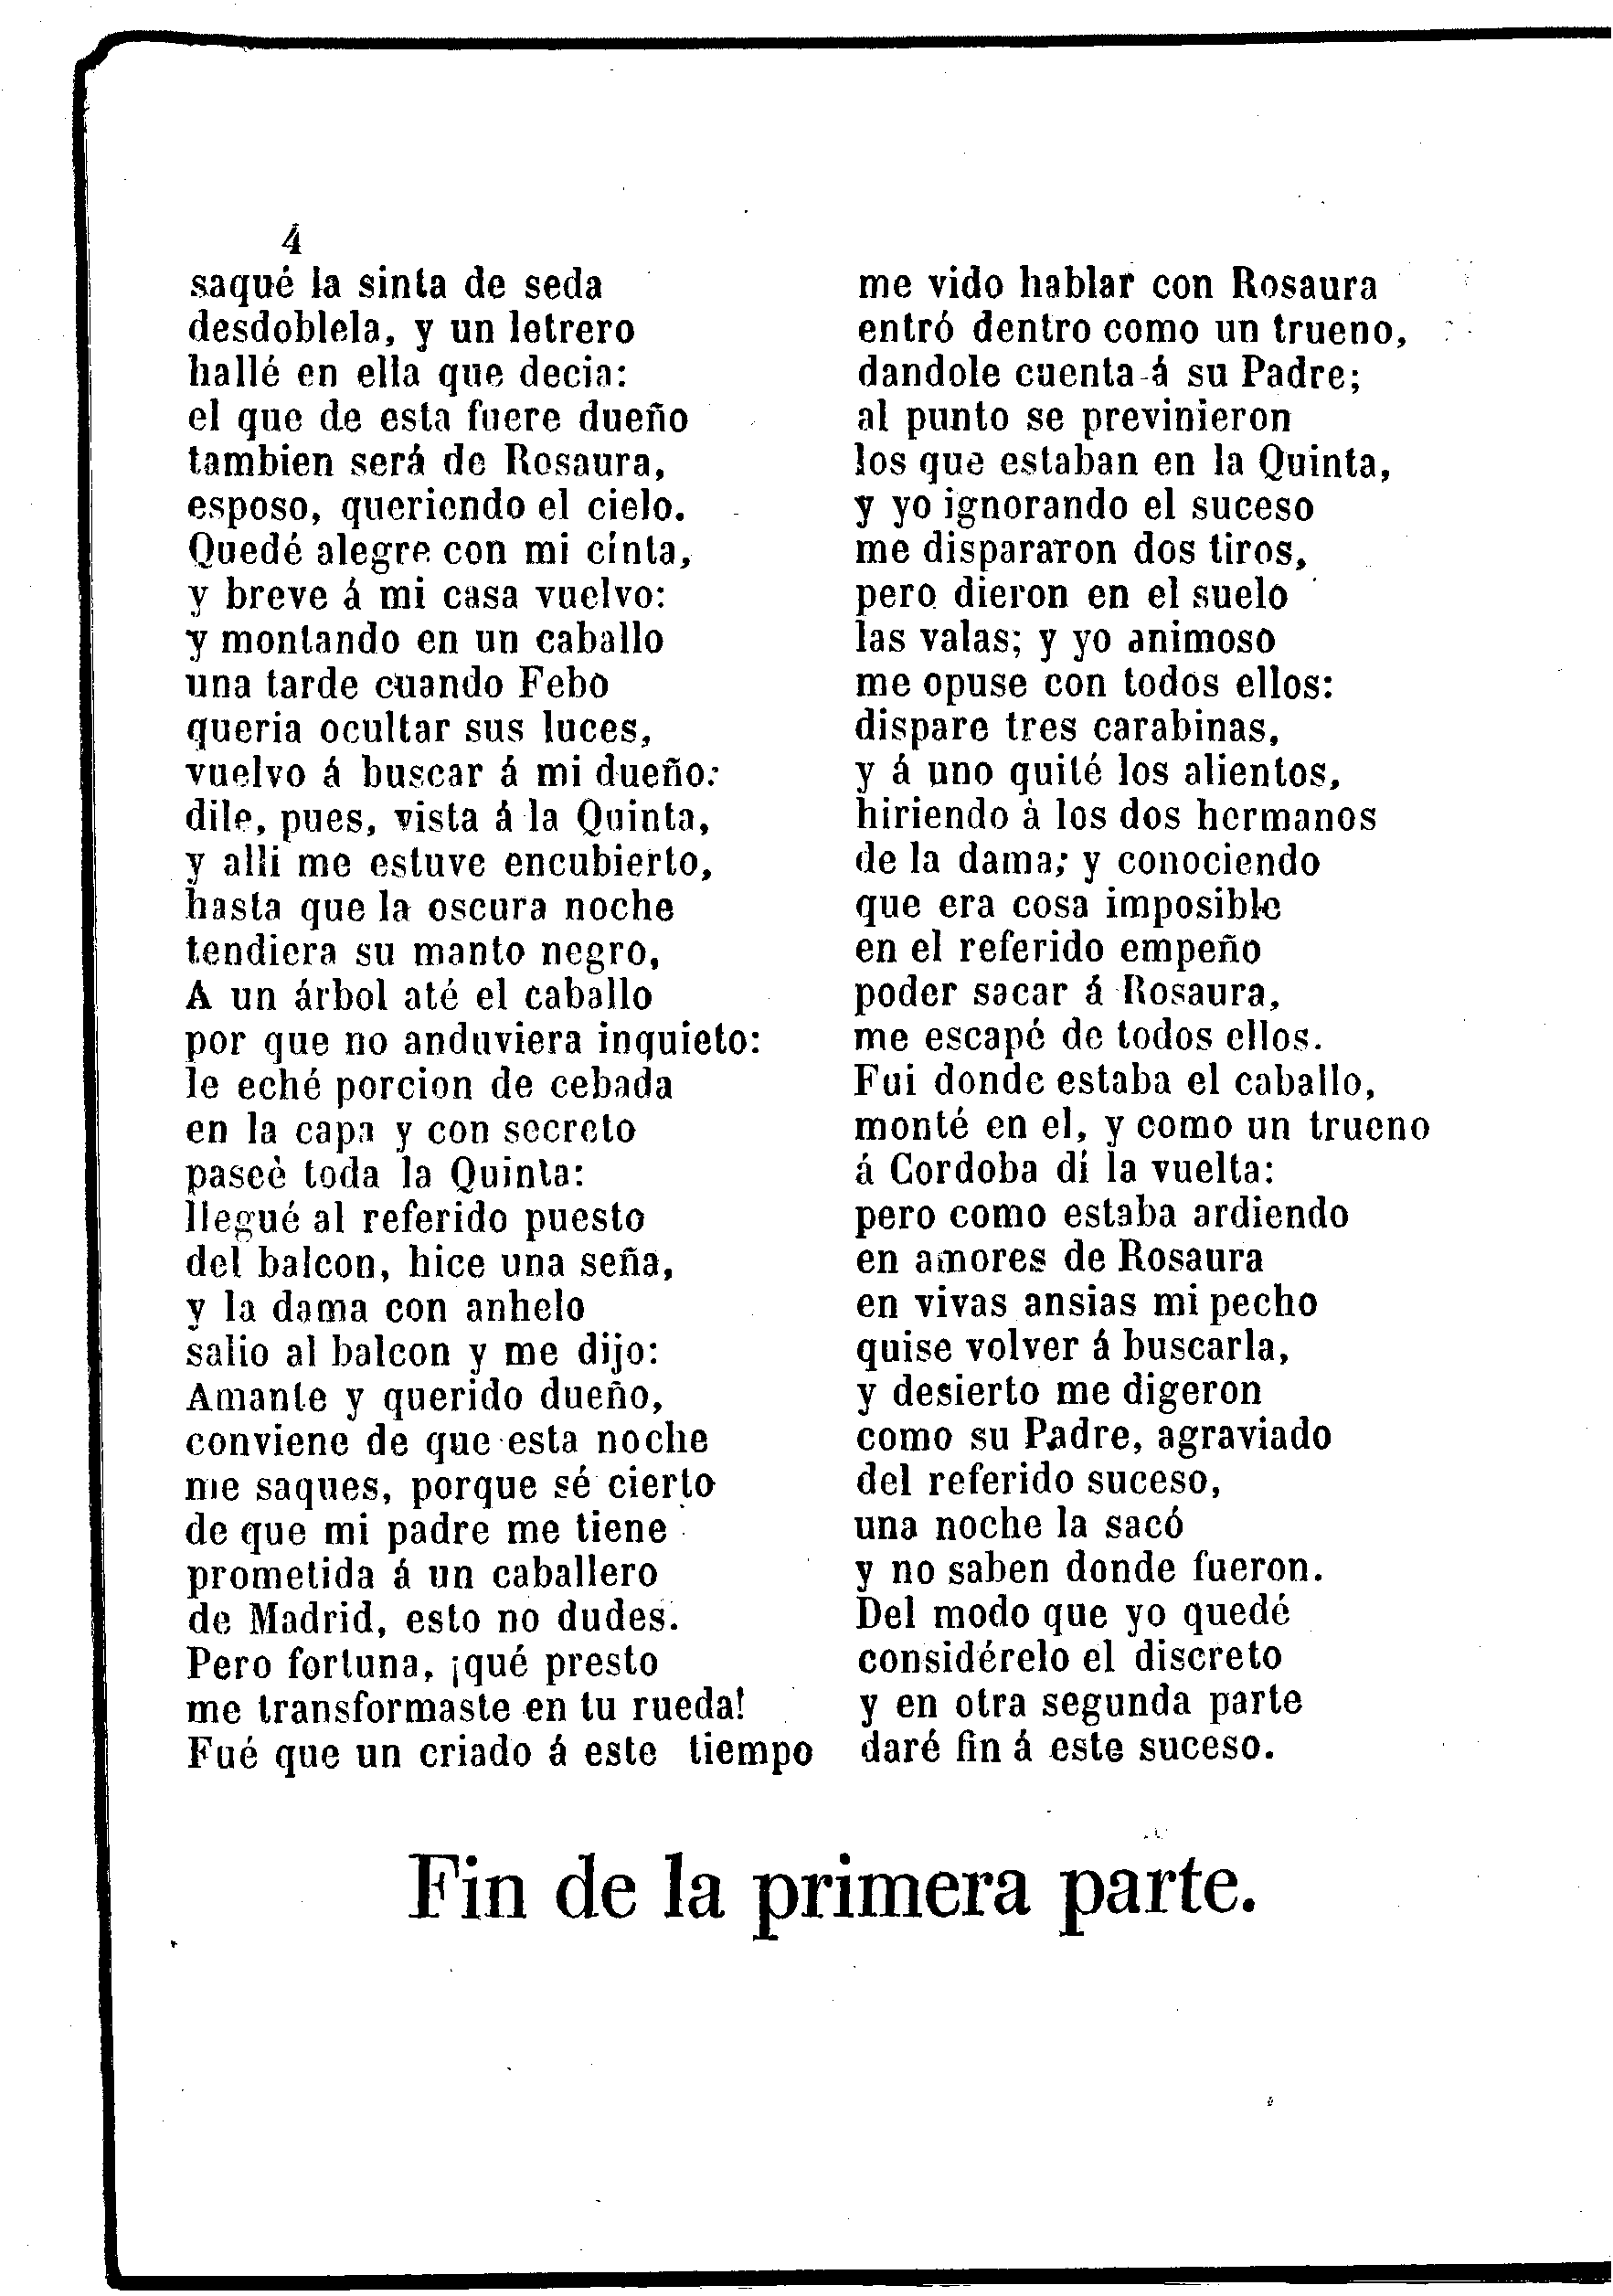 4
saqué la sinta de seda
desdoblela, y un letrero
hallé en ella que decia:
el que de esta fuere dueño
tambien será de Rosaura,
esposo, queriendo el cielo.
Quedé alegre con mi cinta,
y breve á mi casa vuelvo:
y montando en un caballo
una tarde cuando Febo
queria ocultar sus luces,
vuelvo á buscar á mi dueño:
dile, pues, vista á la Quinta,
y alli me estuve encubierto,
hasta que la oscura noche
tendiera su manto negro,
A un árbol até el caballo
por que no anduviera inquieto:
le eché porcion de cebada
en la capa y con secreto
paseè toda la Quinta:
llegué al referido puesto
del balcon, hice una seña,
y la dama con anhelo
salio al balcon y me dijo:
Amante y querido dueño,
conviene de que esta noche
me saques, porque sé cierto
de que mi padre me tiene
prometida á un caballero
de Madrid, esto no dudes.
Pero fortuna, ¡qué presto
me transformaste en tu rueda!
Fué que un criado á este tiempo
me vido hablar con Rosaura
entró dentro como un trueno,
dandole cuenta á su Padre;
al punto se previnieron
los que estaban en la Quinta,
y yo ignorando el suceso
me dispararon dos tiros,
pero dieron en el suelo
las valas; y yo animoso
me opuse con todos ellos:
dispare tres carabinas,
y á uno quité los alientos,
hiriendo à los dos hermanos
de la dama; y conociendo
que era cosa imposible
en el referido empeño
poder sacar á Rosaura,
me escapé de todos ellos.
Fui donde estaba el caballo,
monté en el, y como un trueno
á Cordoba dí la vuelta:
pero como estaba ardiendo
en amores de Rosaura
en vivas ansias mi pecho
quise volver á buscarla,
y desierto me digeron
como su Padre, agraviado
del referido suceso,
una noche la sacó
y no saben donde fueron.
Del modo que yo quedé
considérelo el discreto
y en otra segunda parte
daré fin á este suceso.
Fin de la primera parte.